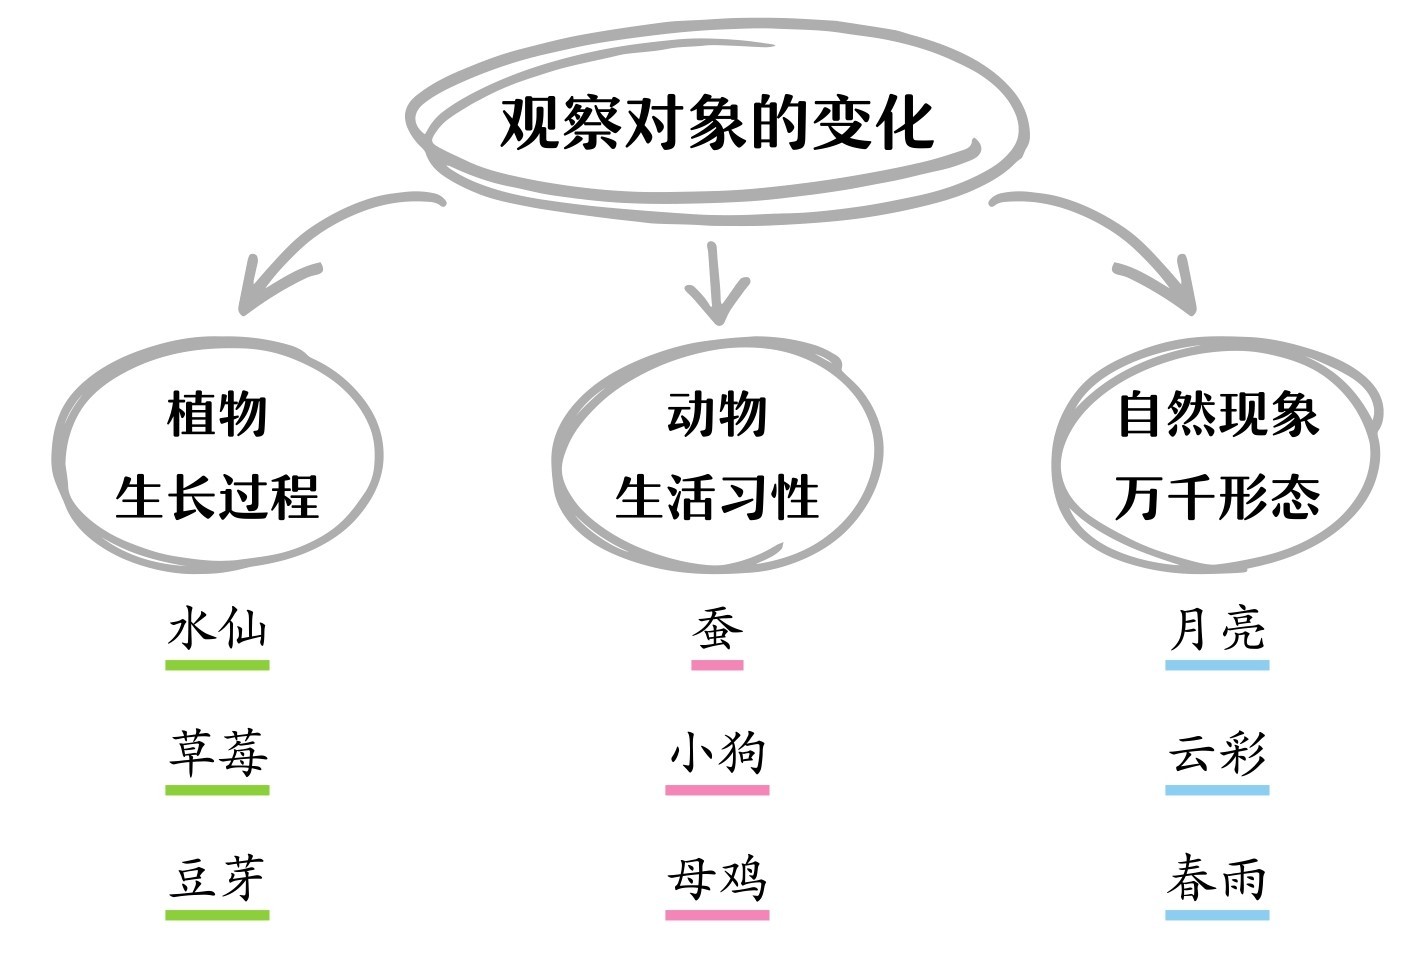 观察对象的变化
植物
生长过程
动物
生活习性
自然现象
万千形态
水仙
蚕
月亮
草莓
小狗
云彩
豆芽
母鸡
春雨